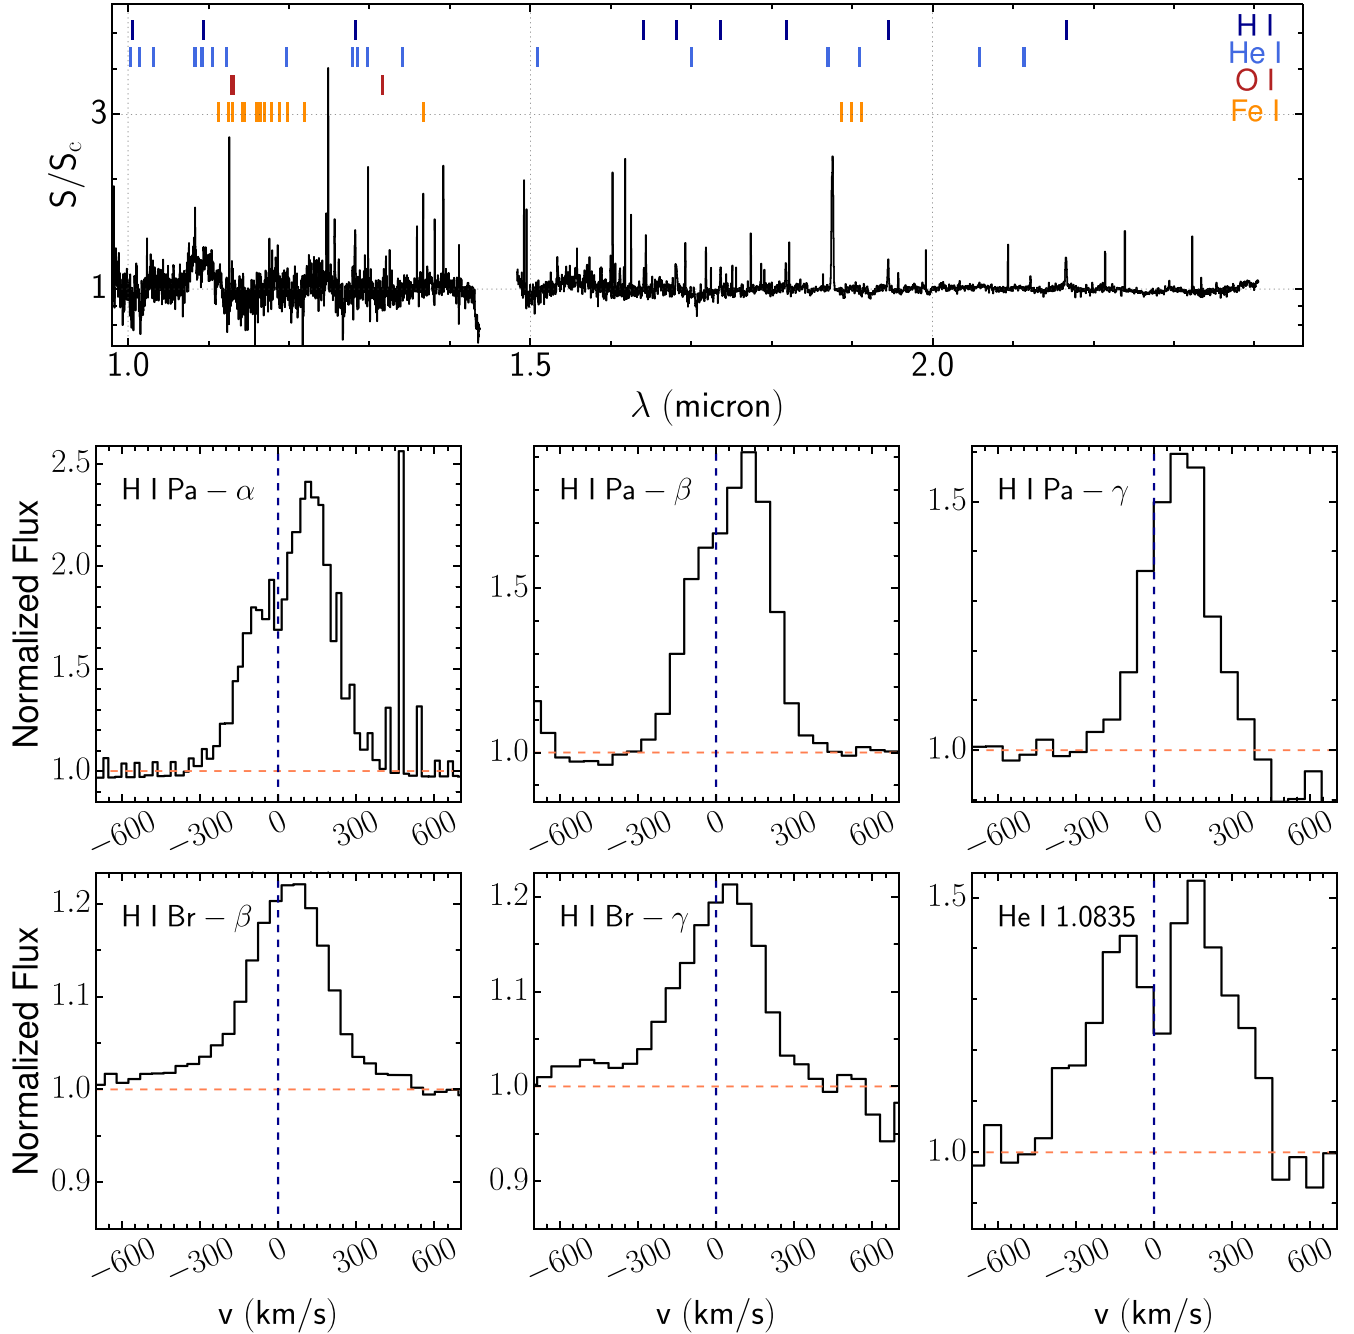 H I
He I
O I
Fe I
3
1
S/Sc
1.0 1.5 2.0
λ (micron)
H I Pa − α
2.5
2.0
1.5
1.0
Normalized Flux
−600 −300 0 300 600
H I Pa − β
1.5
1.0
−600 −300 0 300 600
H I Pa − γ
1.5
1.0
−600 −300 0 300 600
H I Br − β
1.2
1.1
1.0
0.9
Normalized Flux
−600 −300 0 300 600
v (km/s)
H I Br − γ
1.2
1.1
1.0
0.9
−600 −300 0 300 600
v (km/s)
He I 1.0835
1.5
1.0
−600 −300 0 300 600
v (km/s)